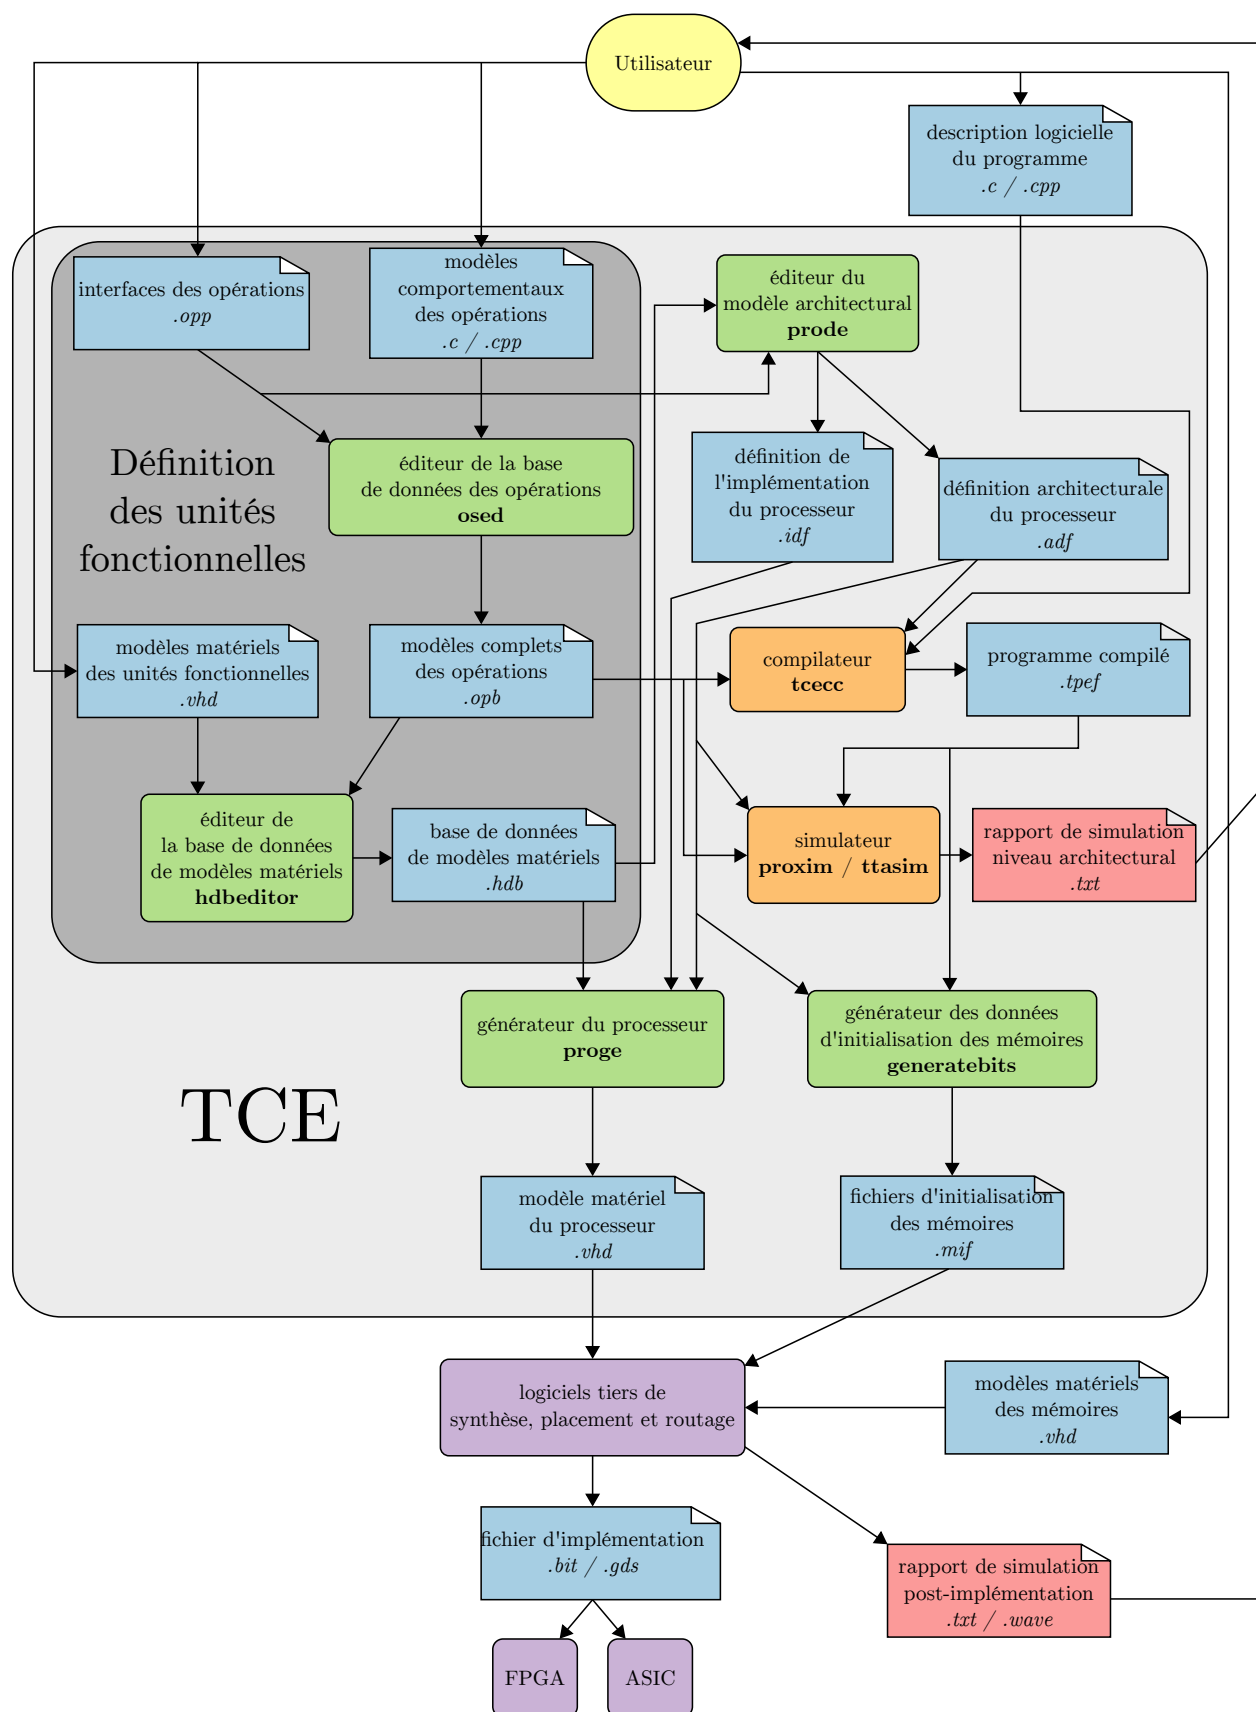 Utilisateur
description logicielle
du programme
.c / .cpp
interfaces des opérations
.opp
modèles
comportementaux
des opérations
.c / .cpp
éditeur du
modèle architectural
prode
Définition
des unités
fonctionnelles
éditeur de la base
de données des opérations
osed
définition de
l'implémentation
du processeur
.idf
définition architecturale
du processeur
.adf
modèles matériels
des unités fonctionnelles
.vhd
modèles complets
des opérations
.opb
compilateur
tcecc
programme compilé
.tpef
éditeur de
la base de données
de modèles matériels
hdbeditor
base de données
de modèles matériels
.hdb
simulateur
proxim / ttasim
rapport de simulation
niveau architectural
.txt
générateur du processeur
proge
générateur des données
d'initialisation des mémoires
generatebits
TCE
modèle matériel
du processeur
.vhd
fichiers d'initialisation
des mémoires
.mif
logiciels tiers de
synthèse, placement et routage
modèles matériels
des mémoires
.vhd
fichier d'implémentation
.bit / .gds
rapport de simulation
post-implémentation
.txt / .wave
FPGA
ASIC